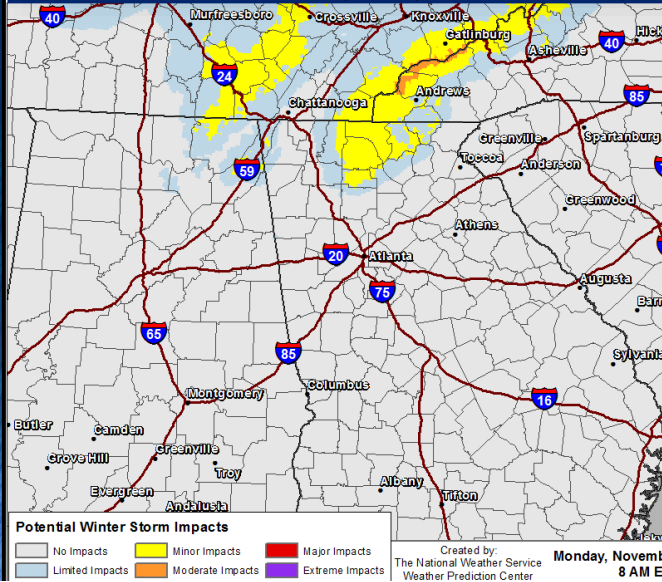 Murfreesboro
Crossville
Knoxville
40
Gatlinburg
Hick
Asheville
40
24
85
Andrews
Chattanooga
Greenville
Spartanburg
Toccoa
59
Anderson
Greenwood
Athens
20
Atlanta
Augusta
75
Barn
65
85
Sylvania
Columbus
Montgomery
16
Butler
Camden
Greenville
Grove Hill
Troy
Albany
Evergreen
Tifton
Andalusia
Potential Winter Storm Impacts
No Impacts
Minor Impacts
Major Impacts
Limited Impacts
Moderate Impacts
Extreme Impacts
Created by:
The National Weather Service
Weather Prediction Center
Monday, Novemb
8 AM E